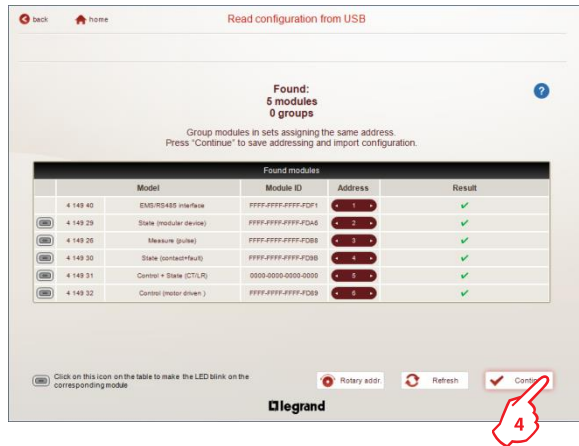 back home Read configuration from USB
Found:
5 modules
0 groups
?
Group modules in sets assigning the same address.
Press "Continue" to save addressing and import configuration.
Found modules
Model Module ID Address Result
4 149 40 EMS/RS485 interface FFFF-FFFF-FFFF-FDF1 1
4 149 29 State (modular device) FFFF-FFFF-FFFF-FDA6 2
4 149 26 Measure (pulse) FFFF-FFFF-FFFF-FDB8 3
4 149 30 State (contact+fault) FFFF-FFFF-FFFF-FD9B 4
4 149 31 Control + State (CT/LR) 0000-0000-0000-0000 5
4 149 32 Control (motor driven ) FFFF-FFFF-FFFF-FD89 6
Click on this icon on the table to make the LED blink on the
corresponding module
Rotary addr. Refresh Contin
legrand
4